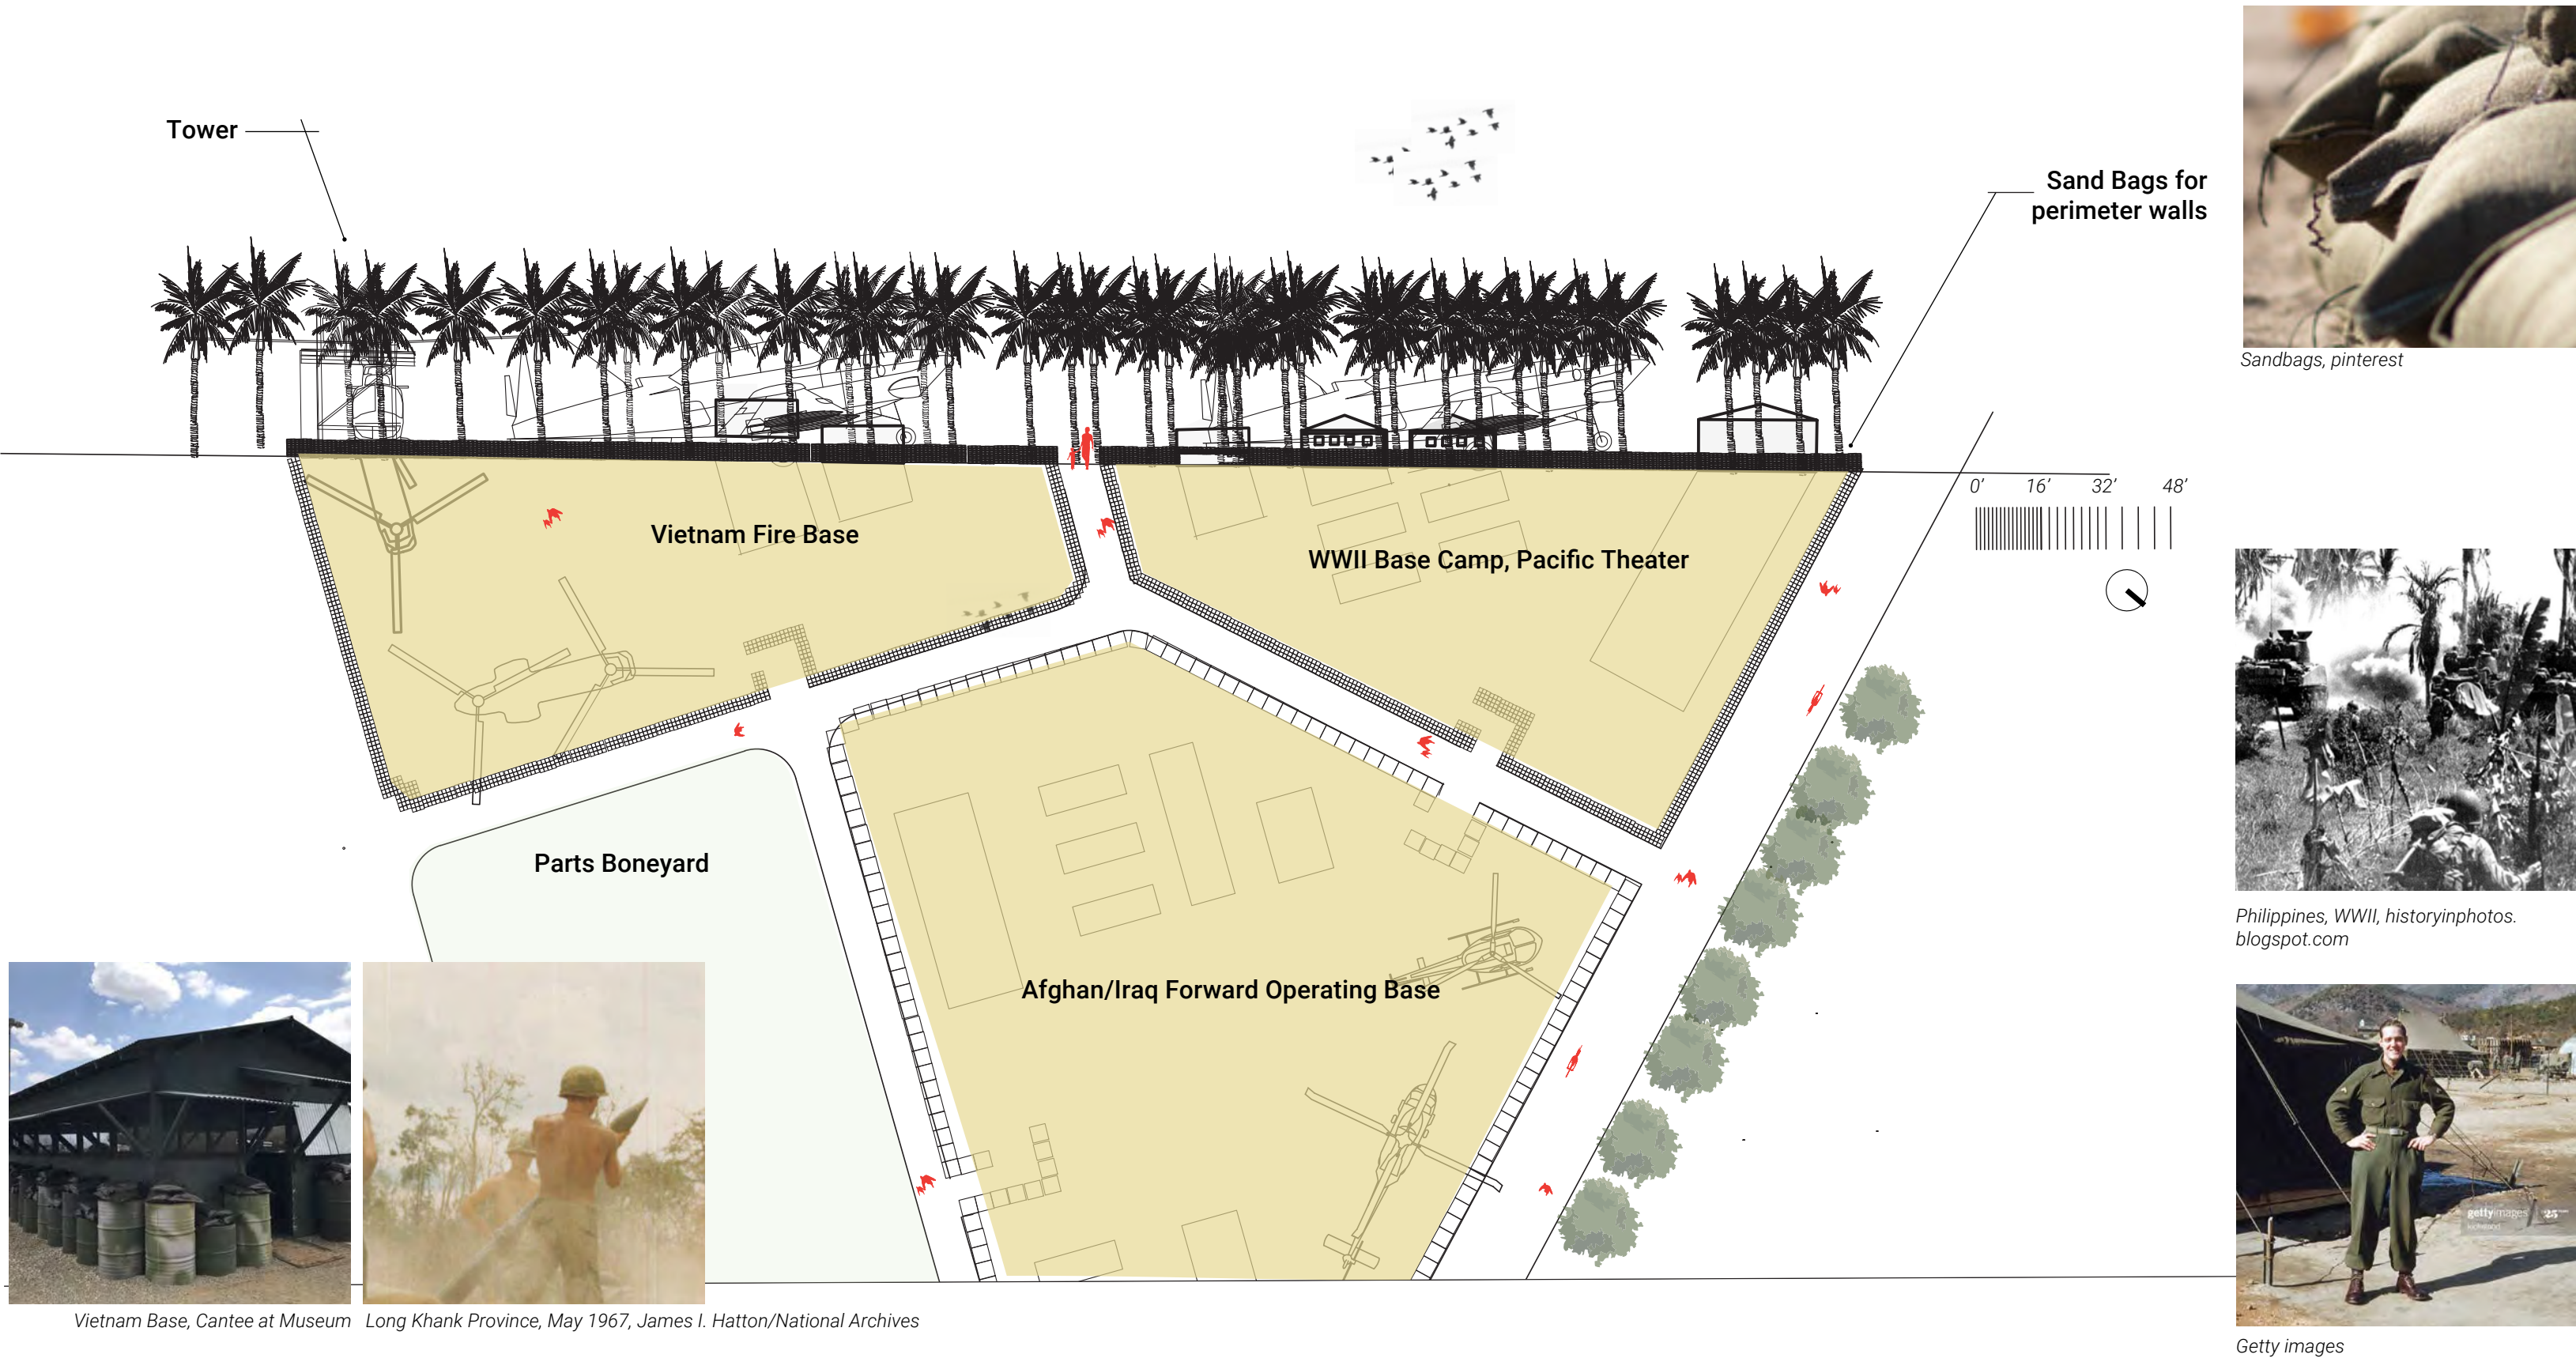 Tower
Sand Bags for
perimeter walls
Sandbags, pinterest
0’ 16’ 32’ 48’
Vietnam Fire Base
WWII Base Camp, Pacific Theater
Parts Boneyard
Afghan/Iraq Forward Operating Base
Philippines, WWII, historyinphotos.
blogspot.com
gettyimages
Vietnam Base, Cantee at Museum
Long Khank Province, May 1967, James I. Hatton/National Archives
Getty images